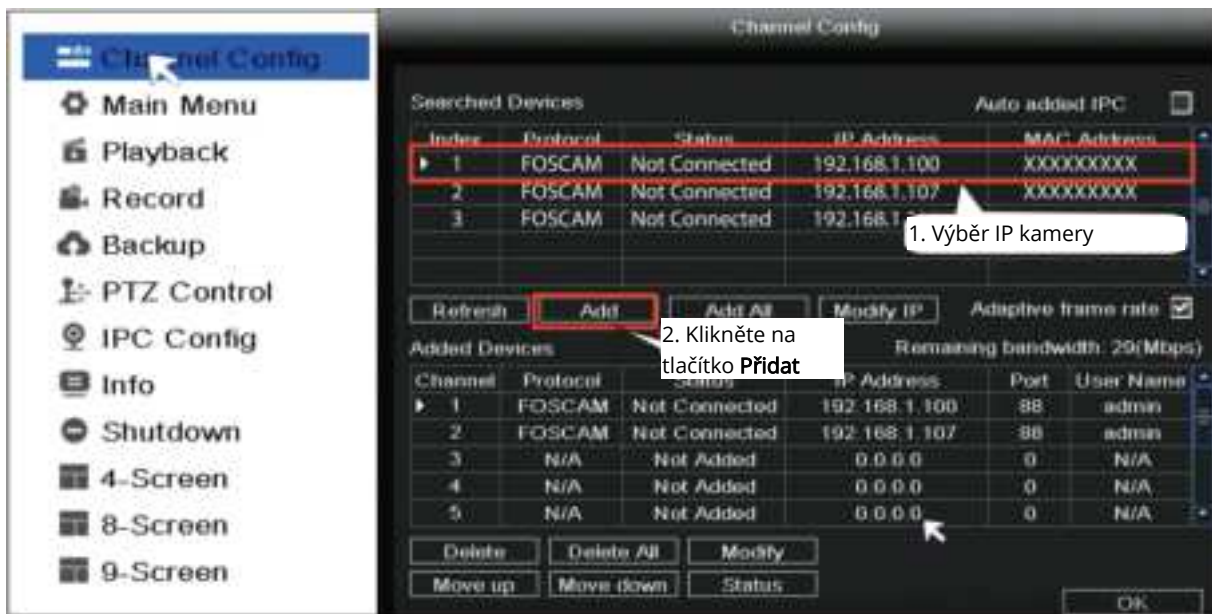 Channel Config
Main Menu
Playback
Record
Backup
PTZ Control
IPC Config
Info
Shutdown
4-Screen
8-Screen
9-Screen
Channel Config
Searched Devices Auto added IPC
Index Protocol Status IP Address MAC Address
1 FOSCAM Not Connected 192.168.1.100 XXXXXXXXX
2 FOSCAM Not Connected 192.168.1.107 XXXXXXXXX
3 FOSCAM Not Connected 192.168.1.
1. Výběr IP kamery
Refresh Add Add All Modify IP Adaptive frame rate
2. Klikněte na
tlačítko Přidat
Added Devices Remaining bandwidth: 29(Mbps)
Channel Protocol Status IP Address Port User Name
1 FOSCAM Not Connected 192.168.1.100 88 admin
2 FOSCAM Not Connected 192.168.1.107 88 admin
3 N/A Not Added 0.0.0.0 0 N/A
4 N/A Not Added 0.0.0.0 0 N/A
5 N/A Not Added 0.0.0.0 0 N/A
Delete Delete All Modify
Move up Move down Status
OK